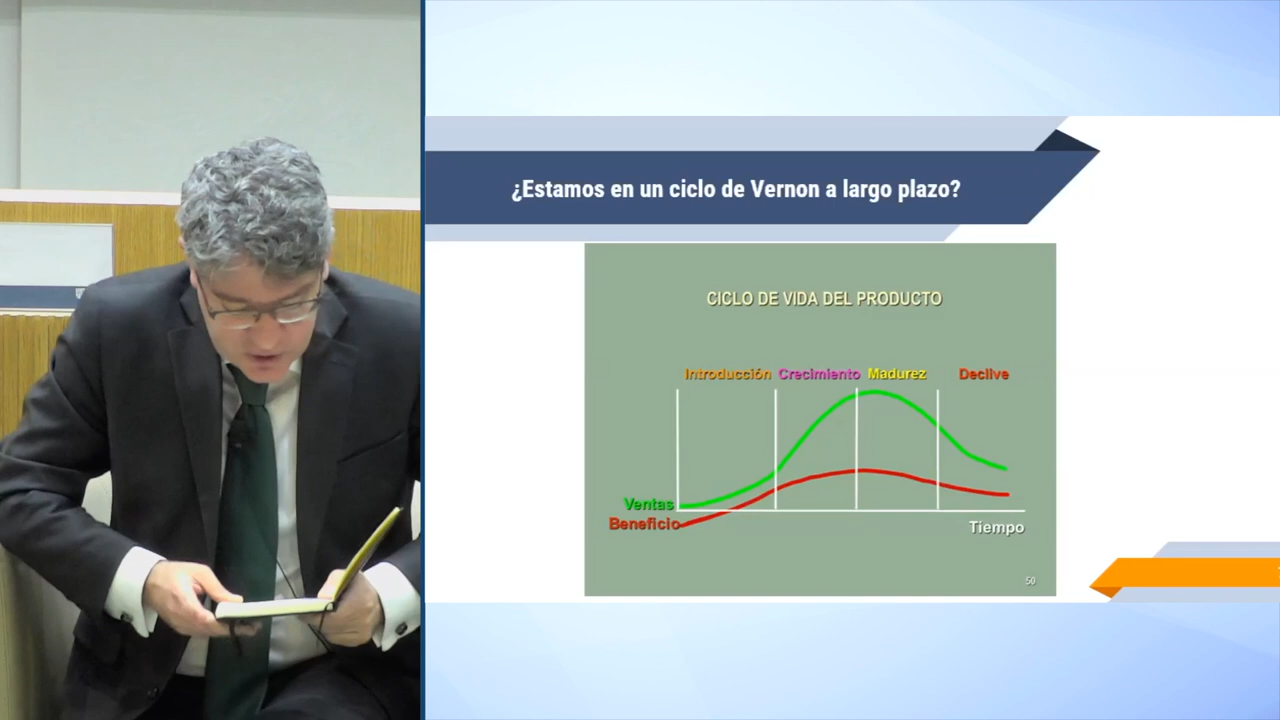 ¿Estamos en un ciclo de Vernon a largo plazo?
CICLO DE VIDA DEL PRODUCTO
Introducción Crecimiento Madurez Declive
Ventas
Beneficio
Tiempo
50